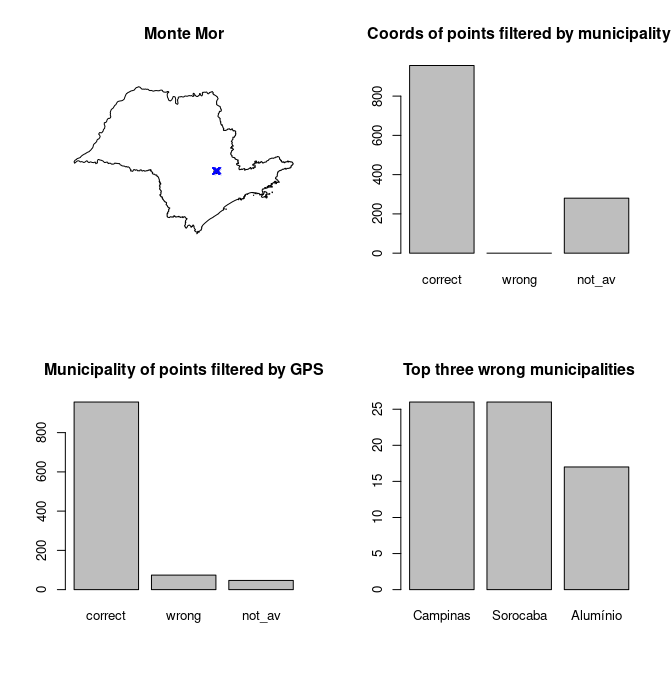 Monte Mor
Coords of points filtered by municipality
800
600
400
200
0
correct wrong not_av
Municipality of points filtered by GPS
800
600
400
200
0
correct wrong not_av
Top three wrong municipalities
25
20
15
10
5
0
Campinas Sorocaba Alumínio